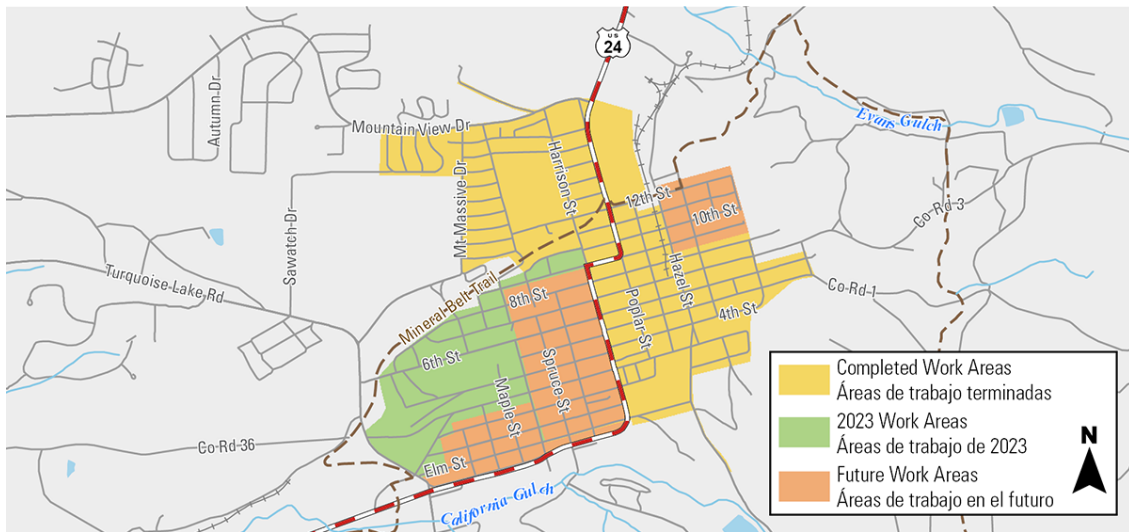 US
24
Autumn-Dr
Mountain View Dr
Evans Gulch
Mt-Massive-Dr
Harrison-St
12th St
10th St
Co-Rd-3
Sawatch-Dr
Turquoise Lake Rd
Mineral-Belt-Trail
8th St
Poplar-St
Hazel-St
4th-St
Co-Rd-1
6th-St
Spruce-St
Maple-St
Co-Rd-36
Elm St
California-Gulch
Completed Work Areas
Áreas de trabajo terminadas
2023 Work Areas
Áreas de trabajo de 2023
Future Work Areas
Áreas de trabajo en el futuro
N